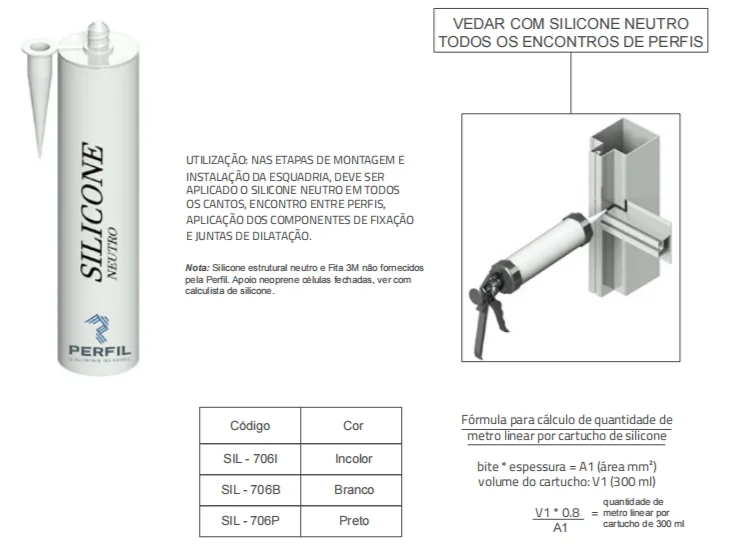 VEDAR COM SILICONE NEUTRO
TODOS OS ENCONTROS DE PERFIS
SILICONE
NEUTRO
PERFIL
UTILIZAÇÃO: NAS ETAPAS DE MONTAGEM E
INSTALAÇÃO DA ESQUADRIA, DEVE SER
APLICADO O SILICONE NEUTRO EM TODOS
OS CANTOS, ENCONTRO ENTRE PERFIS,
APLICAÇÃO DOS COMPONENTES DE FIXAÇÃO
E JUNTAS DE DILATAÇÃO.
Nota: Silicone estrutural neutro e Fita 3M não fornecidos
pela Perfil. Apoio neoprene células fechadas, ver com
calculista de silicone.
Código Cor
SIL - 706I Incolor
SIL - 706B Branco
SIL - 706P Preto
Fórmula para cálculo de quantidade de
metro linear por cartucho de silicone
bite * espessura = A1 (área mm²)
volume do cartucho: V1 (300 ml)
V1 * 0.8
A1
=
quantidade de
metro linear por
cartucho de 300 ml